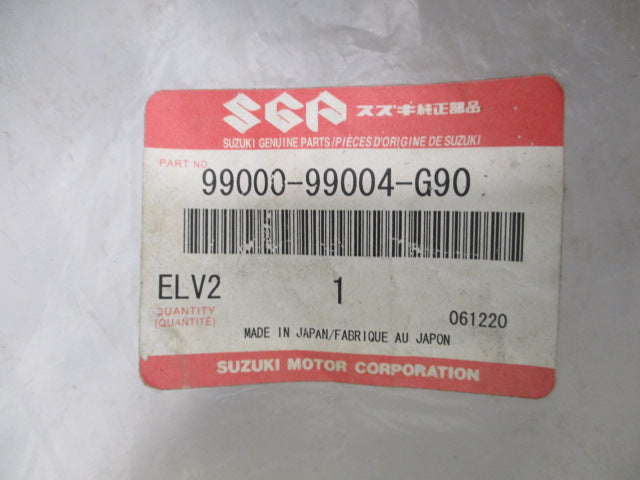 SGP スズキ純正部品
SUZUKI GENUINE PARTS/PIÈCES D'ORIGINE DE SUZUKI
PART NO.
99000-99004-G90
ELV2 1
QUANTITY
(QUANTITÉ)
061220
MADE IN JAPAN/FABRIQUE AU JAPON
SUZUKI MOTOR CORPORATION